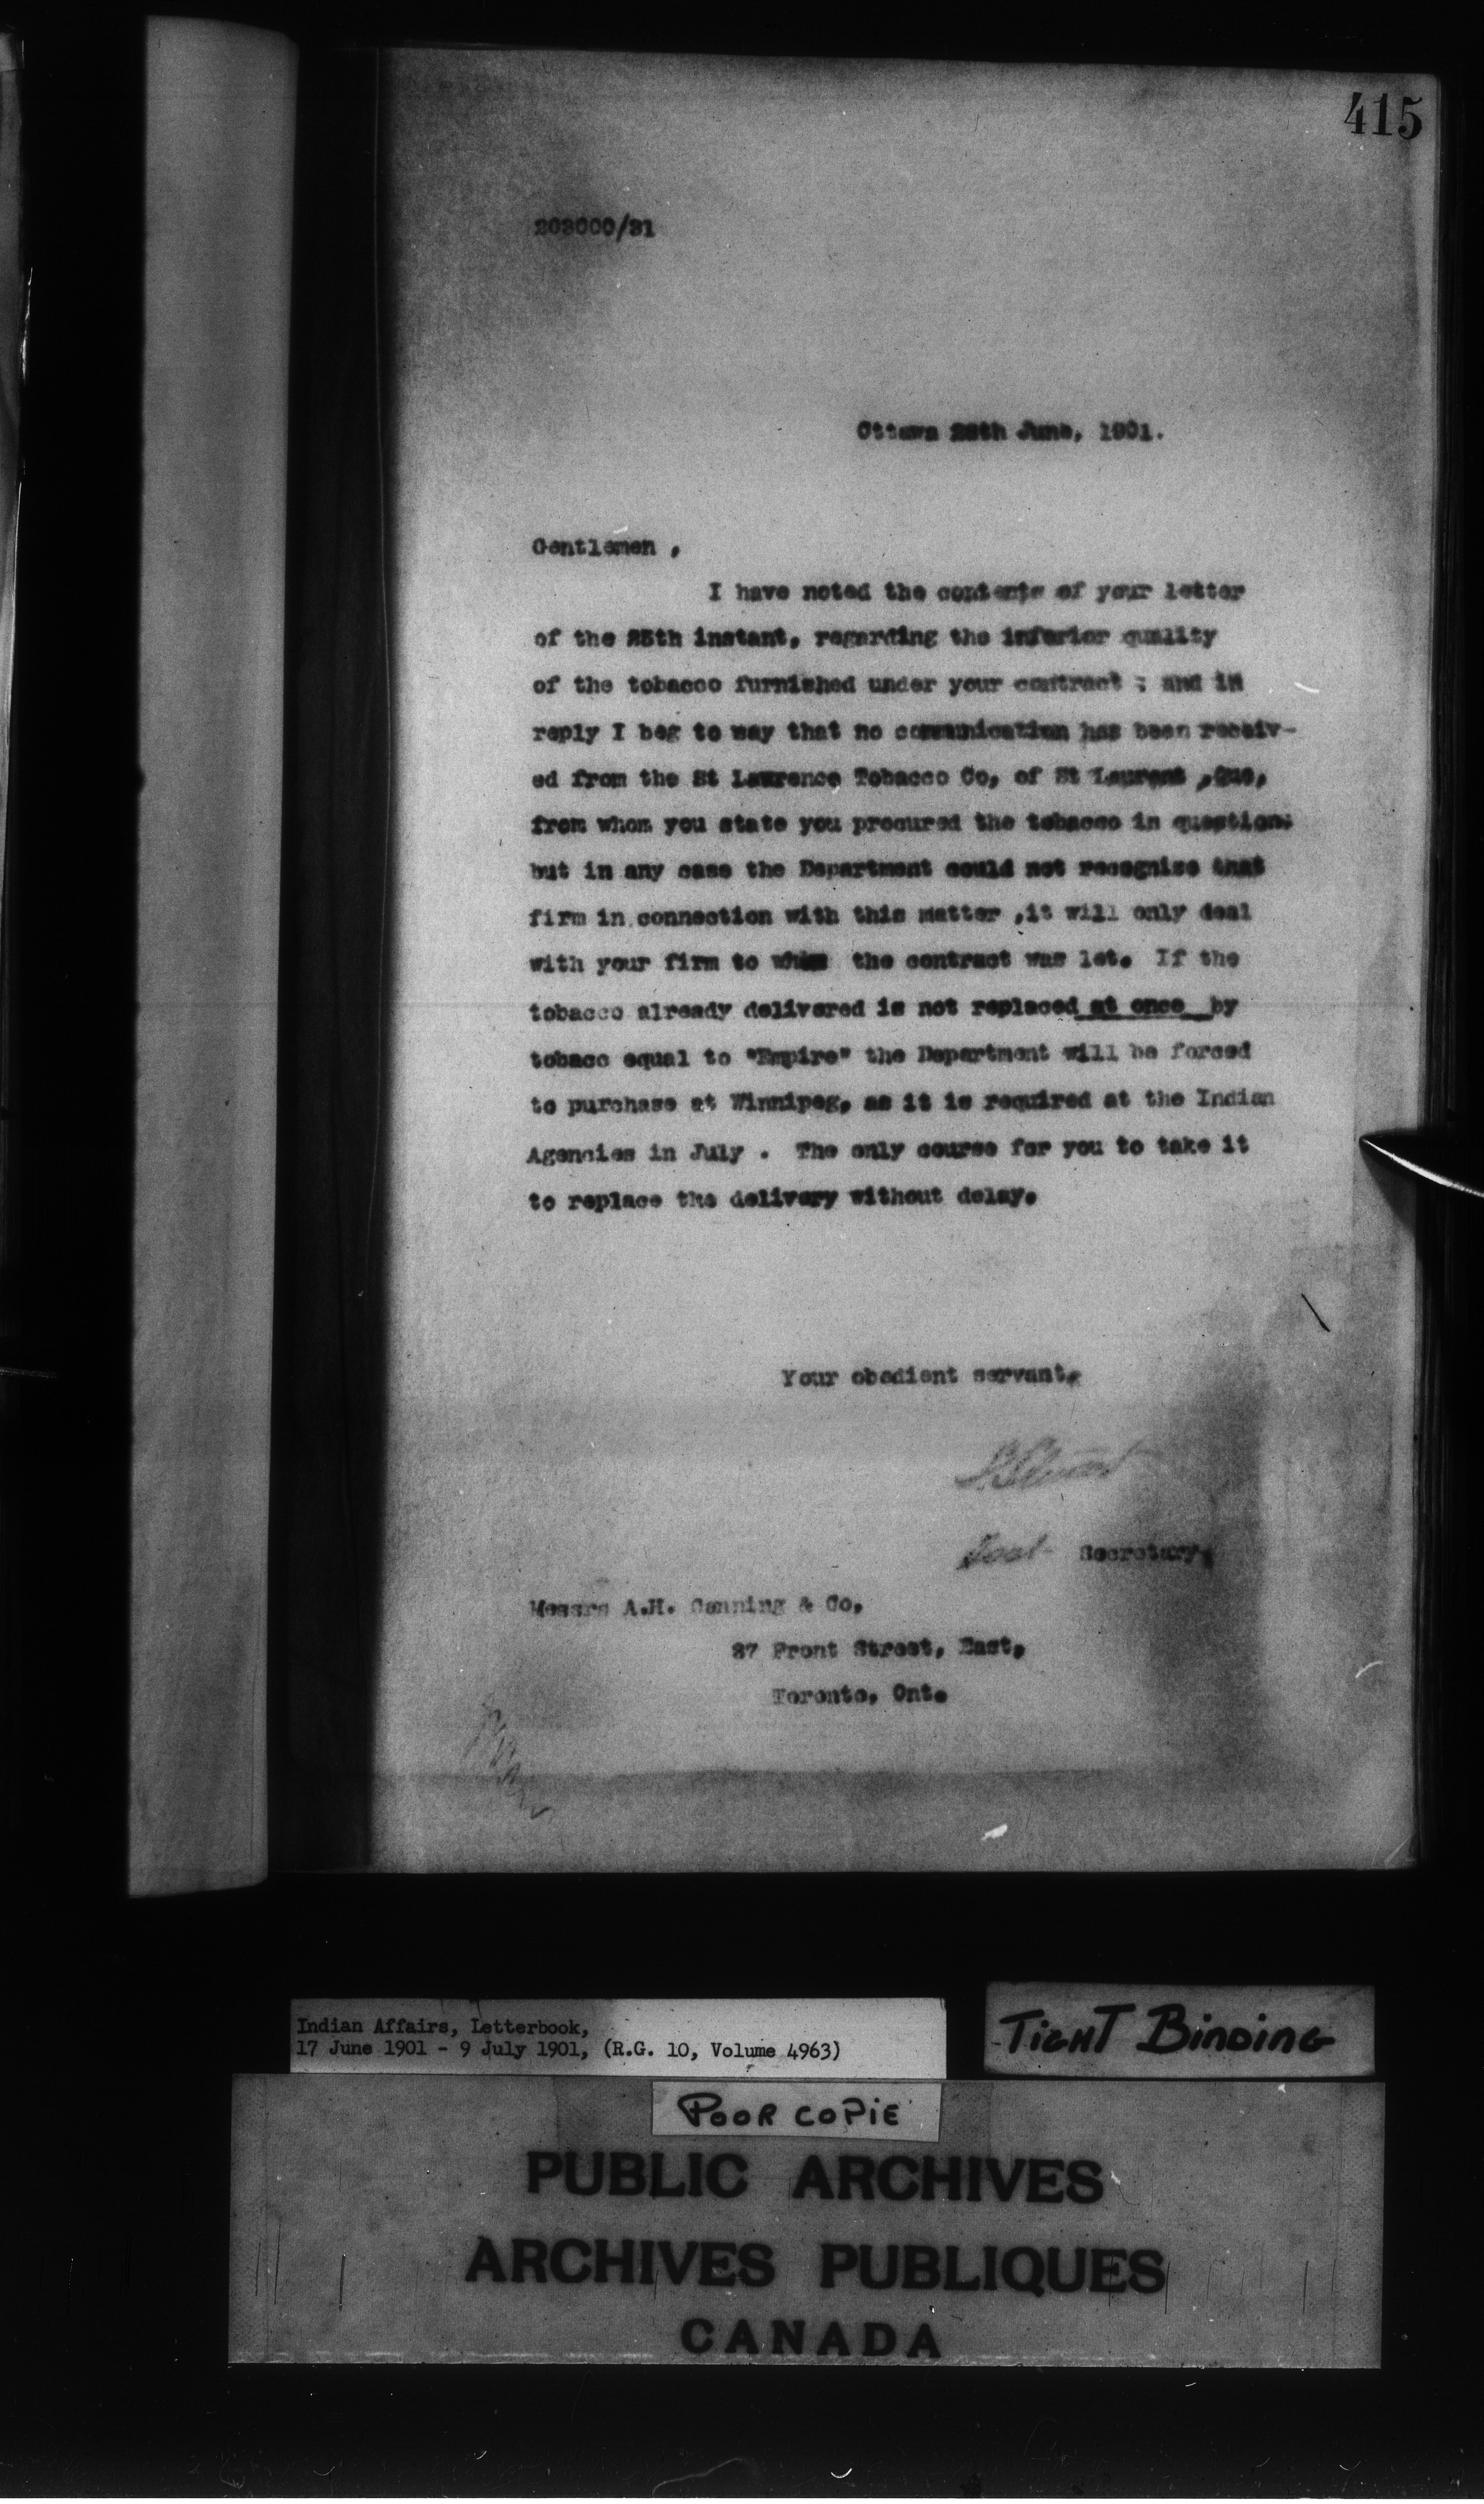 415
203000/31
Ottawa 28th June, 1901.
Gentlemen ,
I have noted the contents of your letter
of the 25th instant, regarding the inferior quality
of the tobacco furnished under your contract ; and in
reply I beg to say that no communication has been receiv-
ed from the St Lawrence Tobacco Co, of St Laurent ,Que,
from whom you state you procured the tobacco in question;
but in any case the Department could not recognize that
firm in connection with this matter ,it will only deal
with your firm to whom the contract was let. If the
tobacco already delivered is not replaced at once by
tobacc equal to "Empire" the Department will be forced
to purchase at Winnipeg, as it is required at the Indian
Agencies in July . The only course for you to take it
to replace the delivery without delay.
Your obedient servant,
Secretary.
Messrs A.H. Canning & Co,
37 Front Street, East,
Toronto, Ont.
Indian Affairs, Letterbook,
17 June 1901 - 9 July 1901, (R.G. 10, Volume 4963)
TIGHT BINDING
POOR COPIE
PUBLIC ARCHIVES
ARCHIVES PUBLIQUES
CANADA